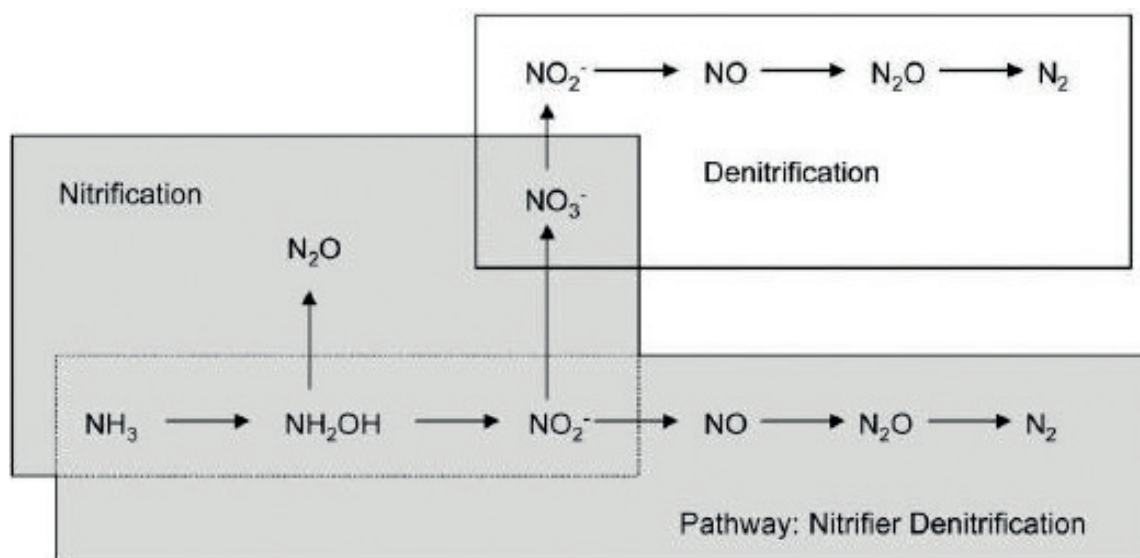 NO₂⁻ → NO → N₂O → N₂
Denitrification
Nitrification
NO₃⁻
N₂O
NH₃ → NH₂OH → NO₂⁻ → NO → N₂O → N₂
Pathway: Nitrifier Denitrification